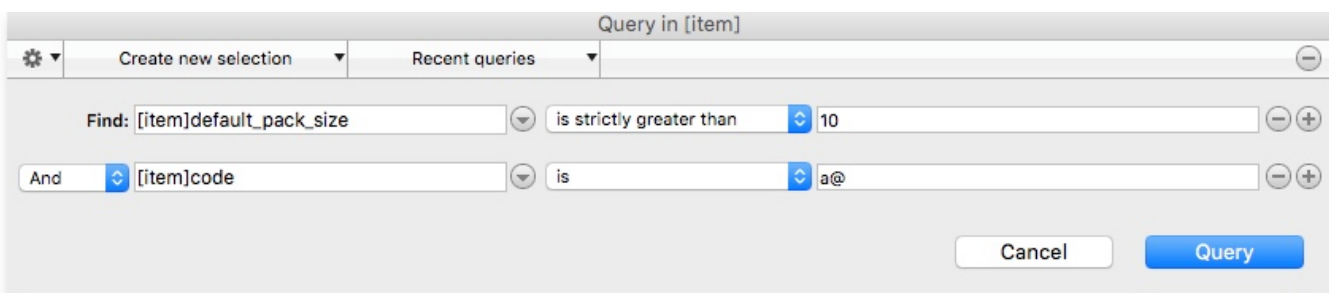 Query in [item]
Create new selection Recent queries
Find: [item]default_pack_size is strictly greater than 10
And [item]code is a@
Cancel Query